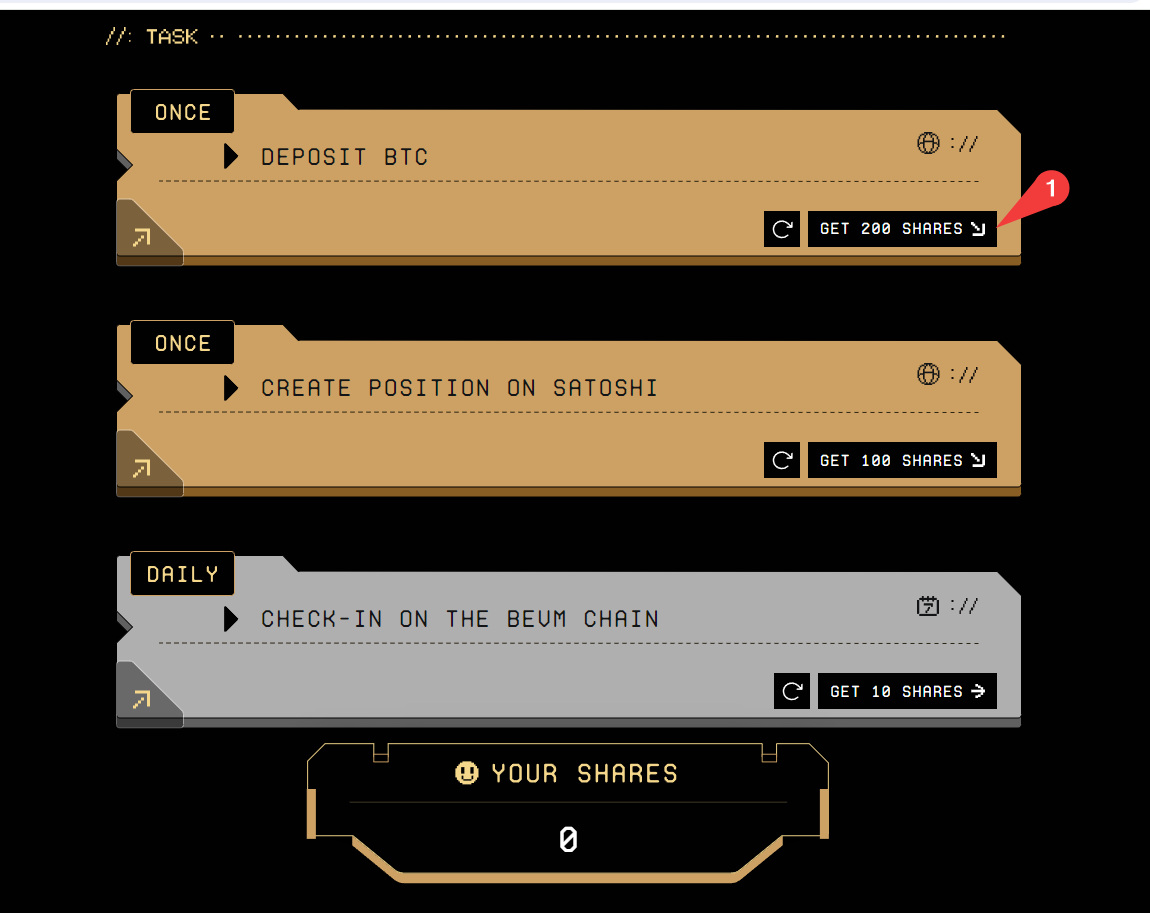 //: TASK
ONCE
DEPOSIT BTC
://
1
GET 200 SHARES
ONCE
CREATE POSITION ON SATOSHI
://
GET 100 SHARES
DAILY
CHECK-IN ON THE BEVM CHAIN
7 ://
GET 10 SHARES
YOUR SHARES
0